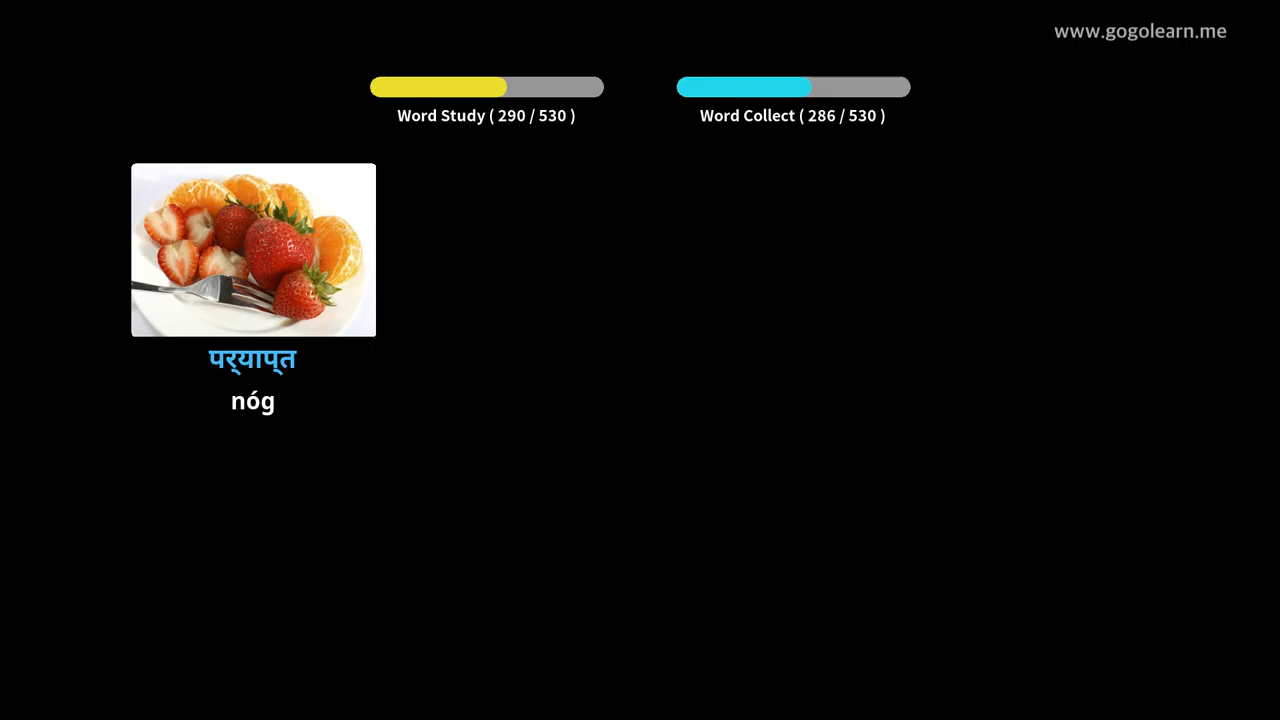 www.gogolearn.me
Word Study ( 290 / 530 )
Word Collect ( 286 / 530 )
पर्याप्त
nóg